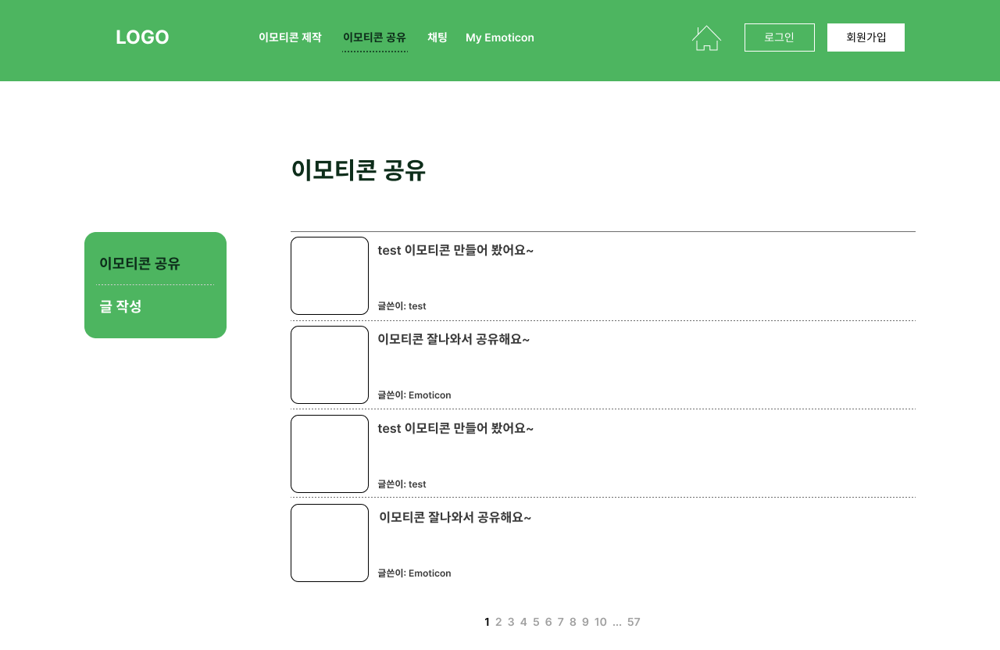 LOGO
이모티콘 제작 이모티콘 공유 채팅 My Emoticon
로그인 회원가입
이모티콘 공유
이모티콘 공유
글 작성
test 이모티콘 만들어 봤어요~
글쓴이: test
이모티콘 잘나와서 공유해요~
글쓴이: Emoticon
test 이모티콘 만들어 봤어요~
글쓴이: test
이모티콘 잘나와서 공유해요~
글쓴이: Emoticon
1 2 3 4 5 6 7 8 9 10 ... 57